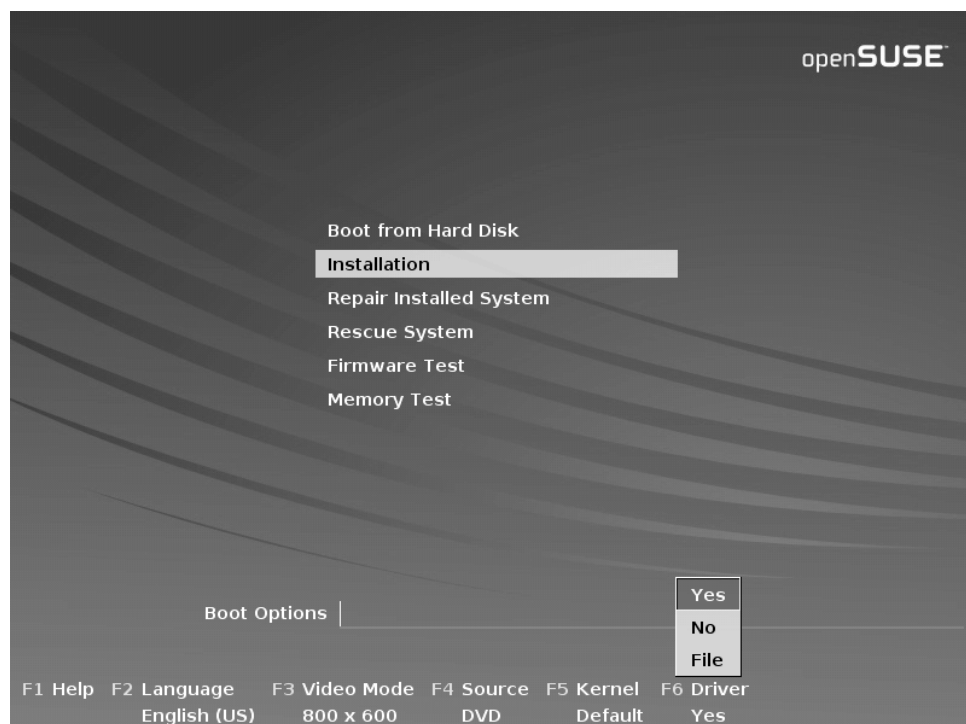 openSUSE
Boot from Hard Disk
Installation
Repair Installed System
Rescue System
Firmware Test
Memory Test
Boot Options
Yes
No
File
F1 Help F2 Language F3 Video Mode F4 Source F5 Kernel F6 Driver
English (US) 800 x 600 DVD Default Yes